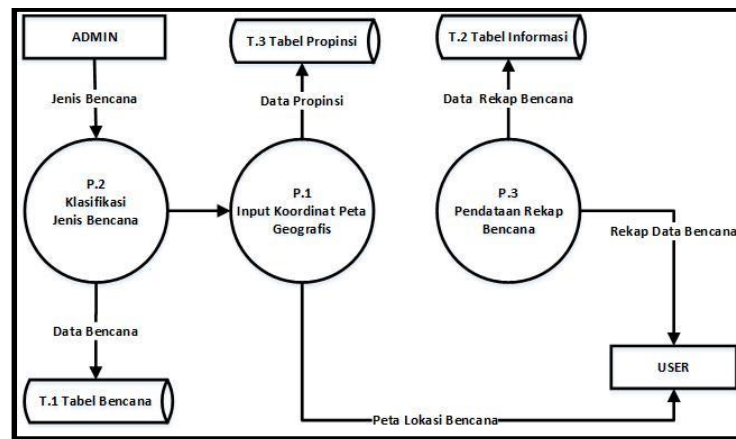 ADMIN
T.3 Tabel Propinsi
T.2 Tabel Informasi
Jenis Bencana
Data Propinsi
Data Rekap Bencana
P.2
Klasifikasi
Jenis Bencana
P.1
Input Koordinat Peta
Geografis
P.3
Pendataan Rekap
Bencana
Rekap Data Bencana
Data Bencana
USER
T.1 Tabel Bencana
Peta Lokasi Bencana